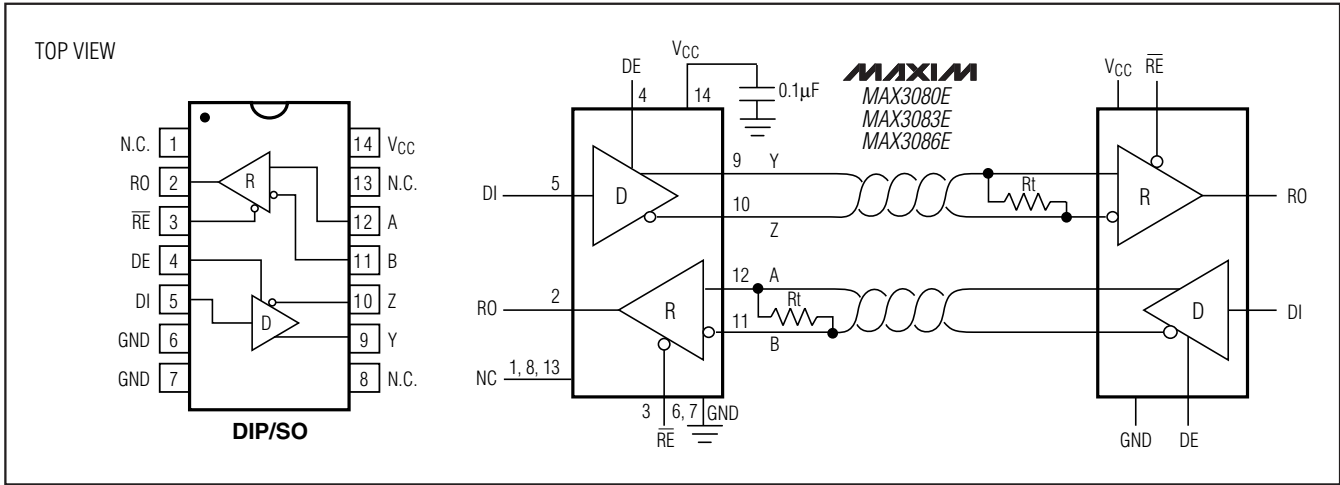 TOP VIEW
N.C. 1
RO 2
RE 3
DE 4
DI 5
GND 6
GND 7
14 VCC
13 N.C.
12 A
11 B
10 Z
9 Y
8 N.C.
R
D
DIP/SO
DE
4
VCC
14
0.1µF
MAXIM
MAX3080E
MAX3083E
MAX3086E
DI 5
D
9 Y
10
Z
Rt
RO 2
R
12 A
11
B
Rt
NC 1, 8, 13
3 6, 7 GND
RE
VCC RE
R
RO
D
DI
GND DE